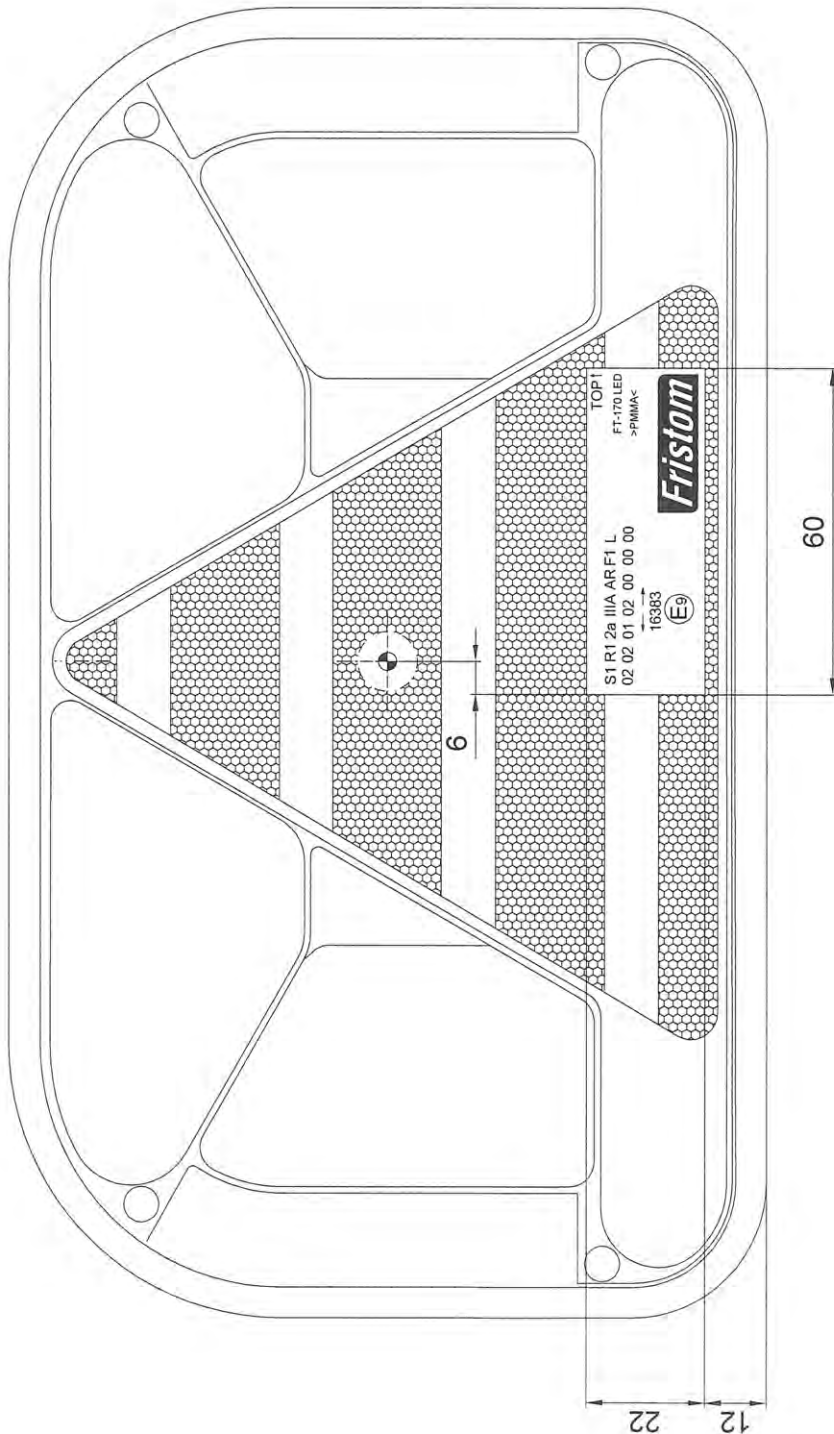 TOP↑
FT-170 LED
>PMMA<
Fristom
S1 R1 2a IIIA AR F1 L
02 02 01 02 00 00 00
← →
16383
E9
6
60
22
12